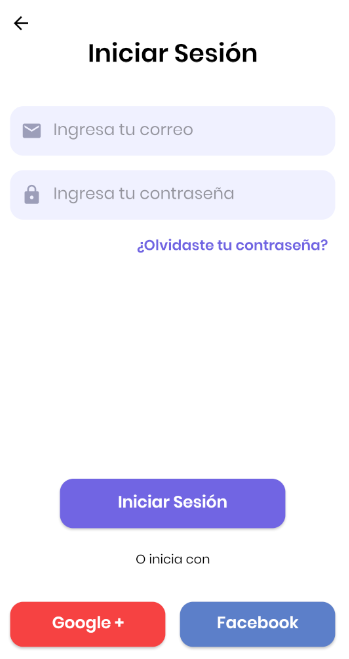 Iniciar Sesión
Ingresa tu correo
Ingresa tu contraseña
¿Olvidaste tu contraseña?
Iniciar Sesión
O inicia con
Google +
Facebook